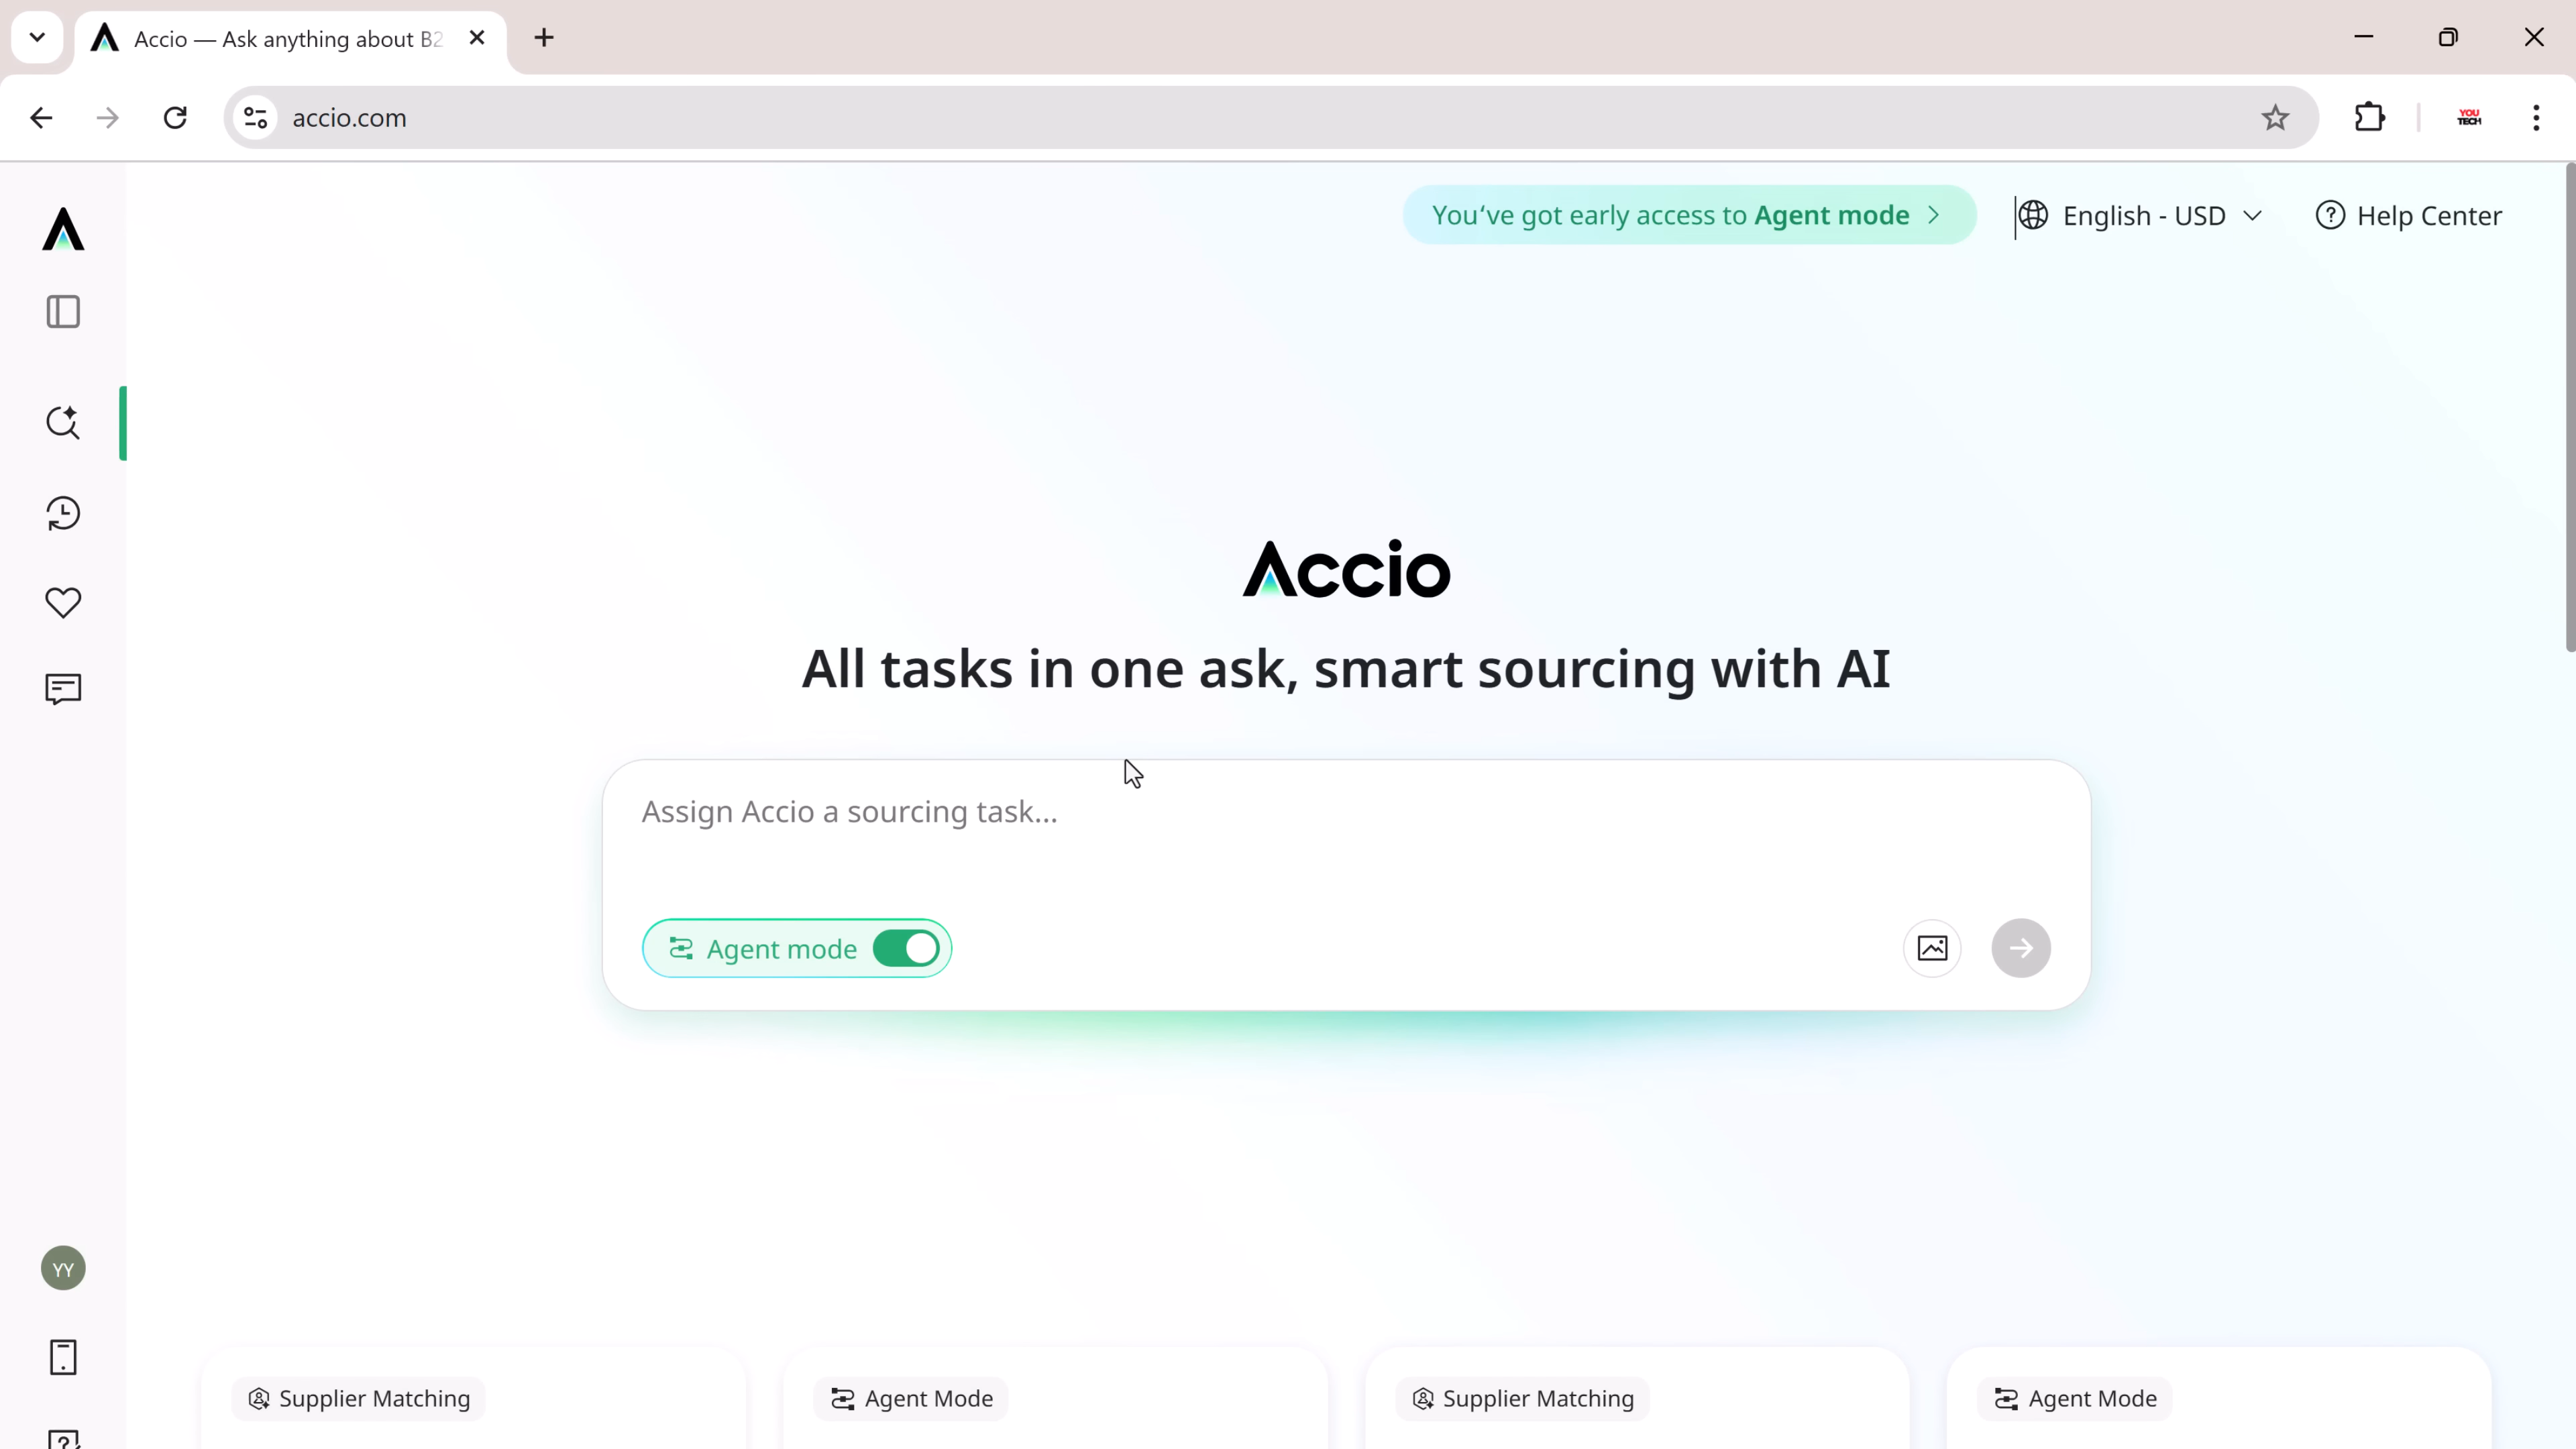 Accio — Ask anything about B2
accio.com
YOU
TECH
You've got early access to Agent mode
English - USD
Help Center
Accio
All tasks in one ask, smart sourcing with AI
Assign Accio a sourcing task...
Agent mode
YY
Supplier Matching
Agent Mode
Supplier Matching
Agent Mode